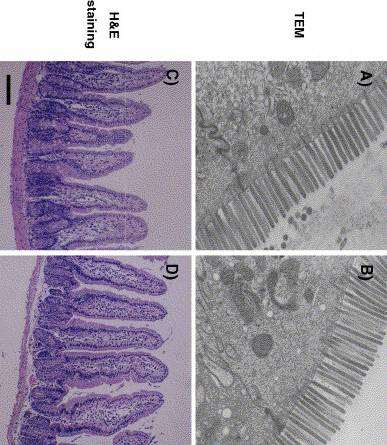 TEM
A)
B)
H&E
staining
C)
D)